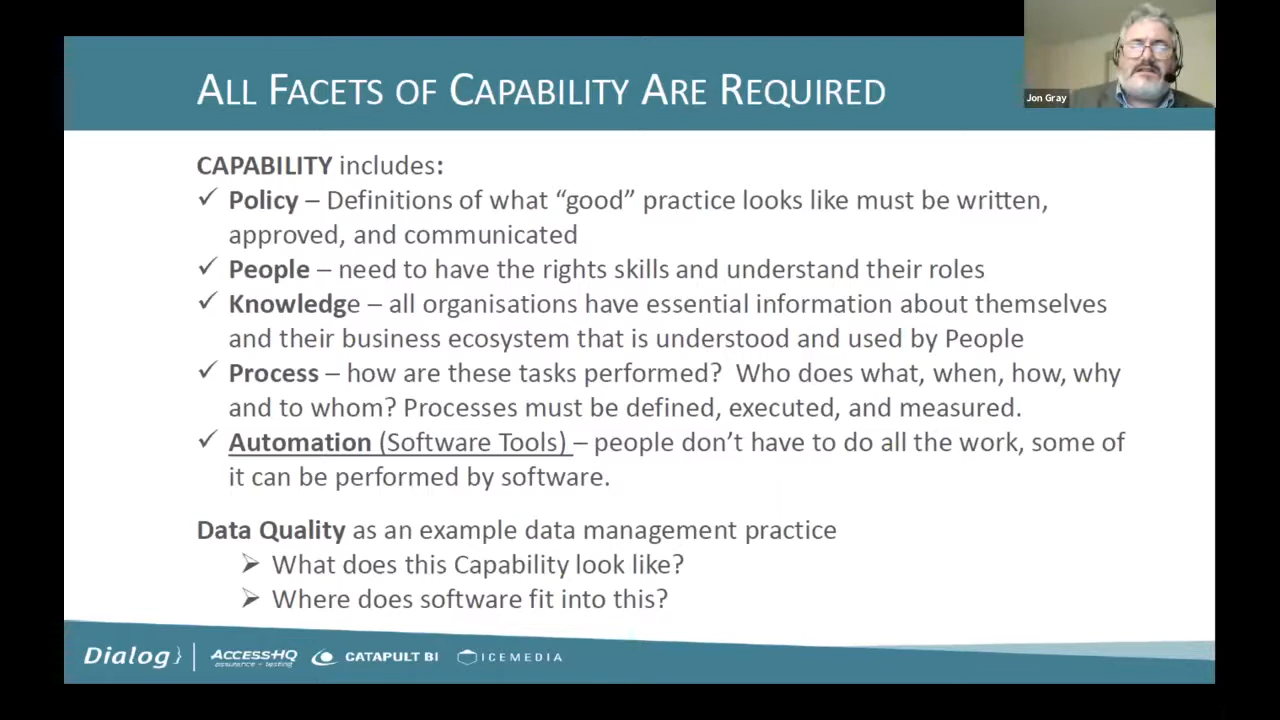 ALL FACETS OF CAPABILITY ARE REQUIRED
Jon Gray
CAPABILITY includes:
✓ Policy – Definitions of what “good” practice looks like must be written,
approved, and communicated
✓ People – need to have the rights skills and understand their roles
✓ Knowledge – all organisations have essential information about themselves
and their business ecosystem that is understood and used by People
✓ Process – how are these tasks performed?  Who does what, when, how, why
and to whom? Processes must be defined, executed, and measured.
✓ Automation (Software Tools) – people don’t have to do all the work, some of
it can be performed by software.
Data Quality as an example data management practice
➢ What does this Capability look like?
➢ Where does software fit into this?
Dialog} ACCESS-HQ CATAPULT BI ICEMEDIA
assurance + testing